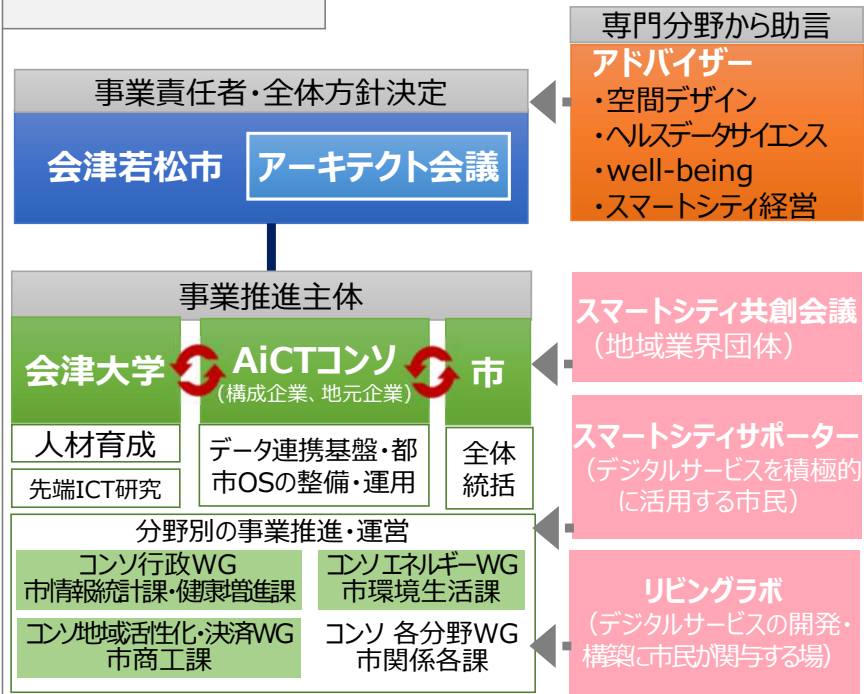 専門分野から助言
アドバイザー
・空間デザイン
・ヘルスデータサイエンス
・well-being
・スマートシティ経営
事業責任者・全体方針決定
会津若松市
アーキテクト会議
事業推進主体
会津大学
AiCTコンソ
（構成企業、地元企業）
市
人材育成
先端ICT研究
データ連携基盤・都
市OSの整備・運用
全体
統括
分野別の事業推進・運営
コンソ行政WG
市情報統計課・健康増進課
コンソエネルギーWG
市環境生活課
コンソ地域活性化・決済WG
市商工課
コンソ 各分野WG
市関係各課
スマートシティ共創会議
（地域業界団体）
スマートシティサポーター
（デジタルサービスを積極的
に活用する市民）
リビングラボ
（デジタルサービスの開発・
構築に市民が関与する場）